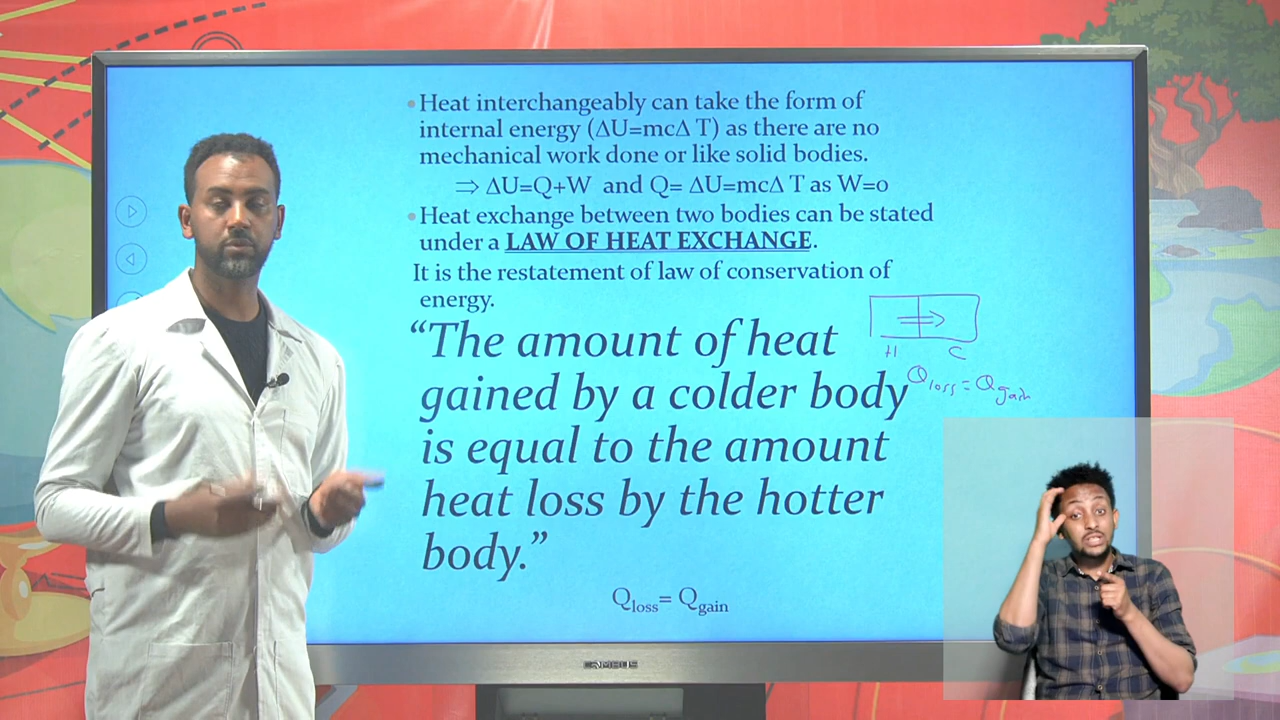 • Heat interchangeably can take the form of
internal energy (ΔU=mcΔ T) as there are no
mechanical work done or like solid bodies.
⇒ ΔU=Q+W and Q= ΔU=mcΔ T as W=0
• Heat exchange between two bodies can be stated
under a LAW OF HEAT EXCHANGE.
It is the restatement of law of conservation of
energy.
“The amount of heat
gained by a colder body
is equal to the amount
heat loss by the hotter
body.”
Qloss= Qgain
H C
Qloss = Qgain